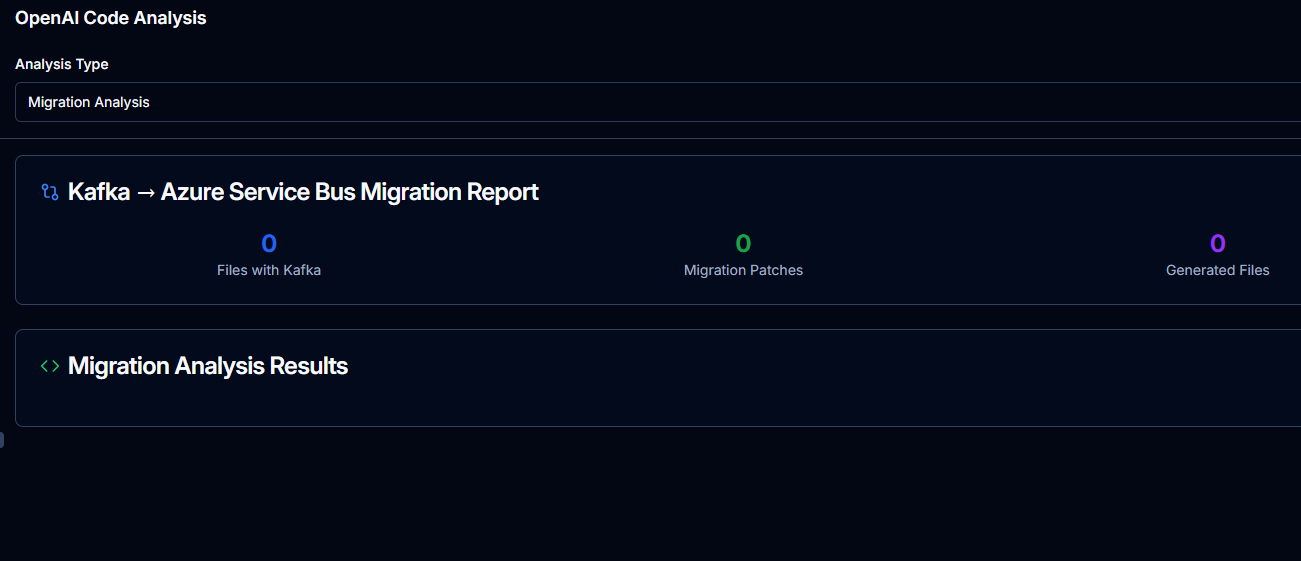 OpenAI Code Analysis
Analysis Type
Migration Analysis
Kafka → Azure Service Bus Migration Report
0 0 0
Files with Kafka Migration Patches Generated Files
Migration Analysis Results